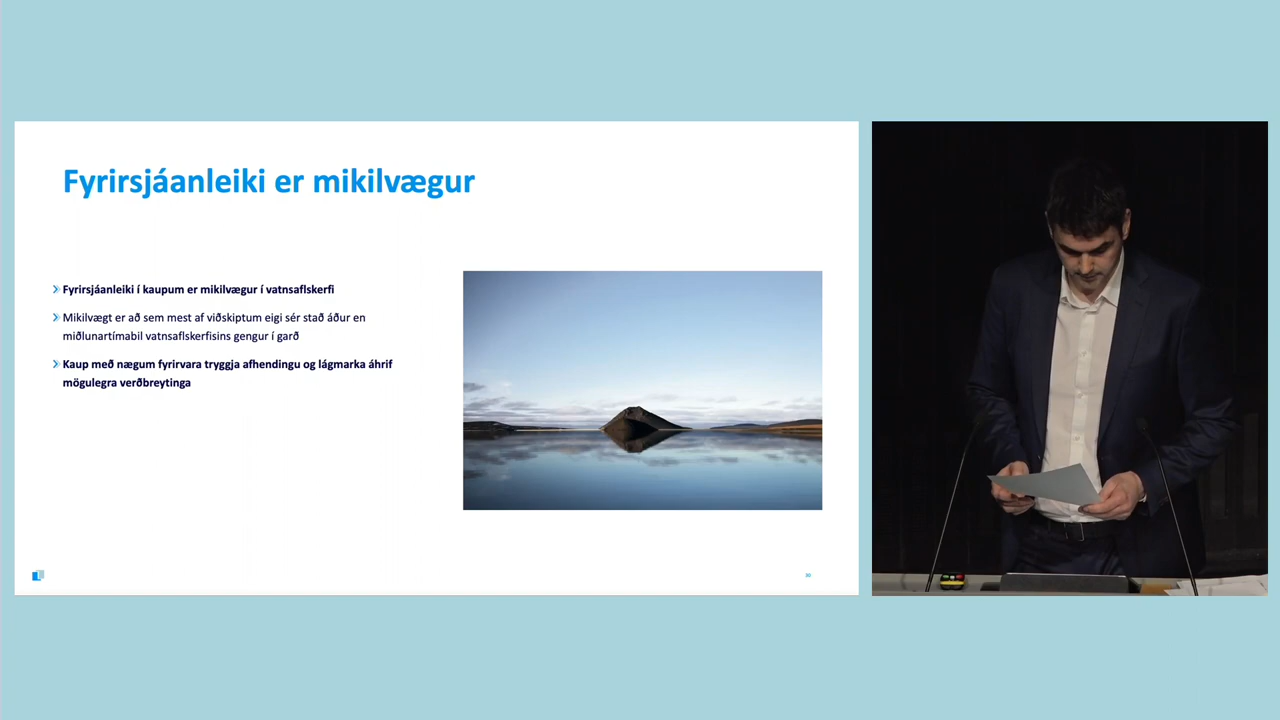 Fyrirsjáanleiki er mikilvægur
Fyrirsjáanleiki í kaupum er mikilvægur í vatnsaflskerfi
Mikilvægt er að sem mest af viðskiptum eigi sér stað áður en
miðlunartímabil vatnsaflskerfisins gengur í garð
Kaup með nægum fyrirvara tryggja afhendingu og lágmarka áhrif
mögulegra verðbreytinga
30